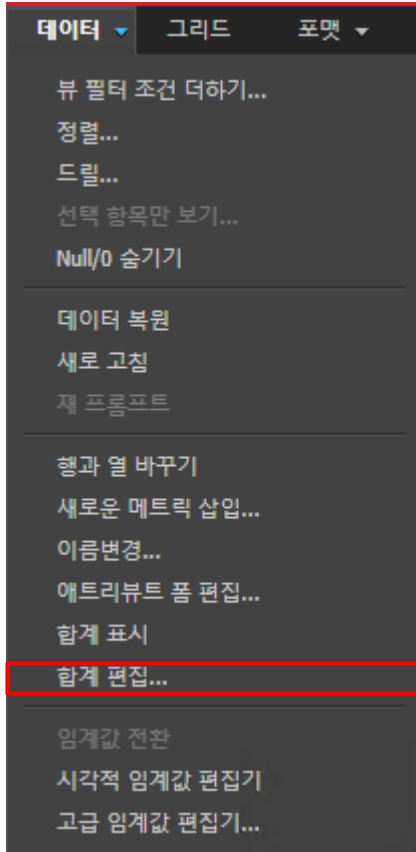 데이터 그리드 포맷
뷰 필터 조건 더하기...
정렬...
드릴...
선택 항목만 보기...
Null/0 숨기기
데이터 복원
새로 고침
재 프롬프트
행과 열 바꾸기
새로운 메트릭 삽입...
이름변경...
애트리뷰트 폼 편집...
합계 표시
합계 편집...
임계값 전환
시각적 임계값 편집기
고급 임계값 편집기...